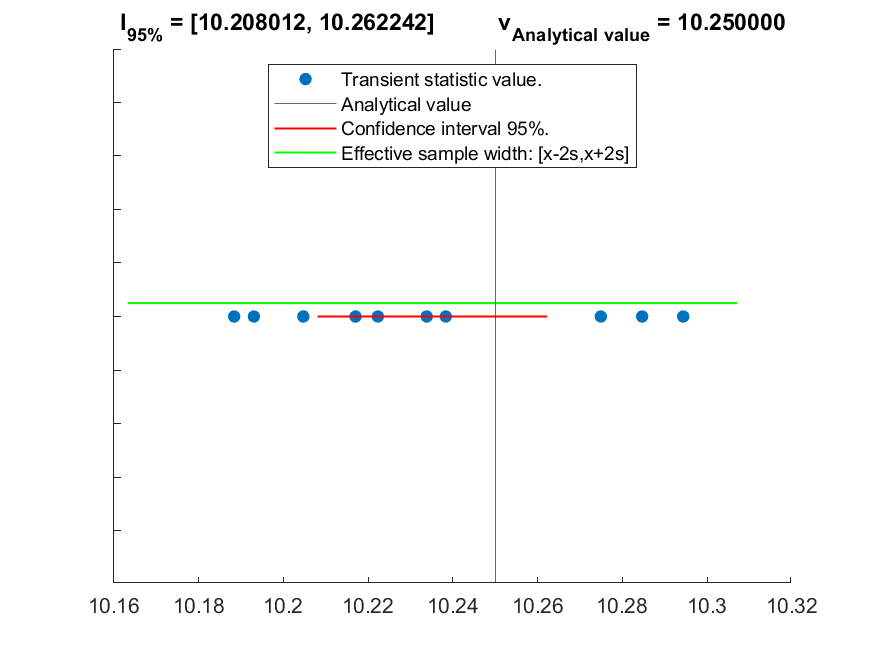 I95% = [10.208012, 10.262242] vAnalytical value = 10.250000
Transient statistic value.
Analytical value
Confidence interval 95%.
Effective sample width: [x-2s,x+2s]
10.16 10.18 10.2 10.22 10.24 10.26 10.28 10.3 10.32